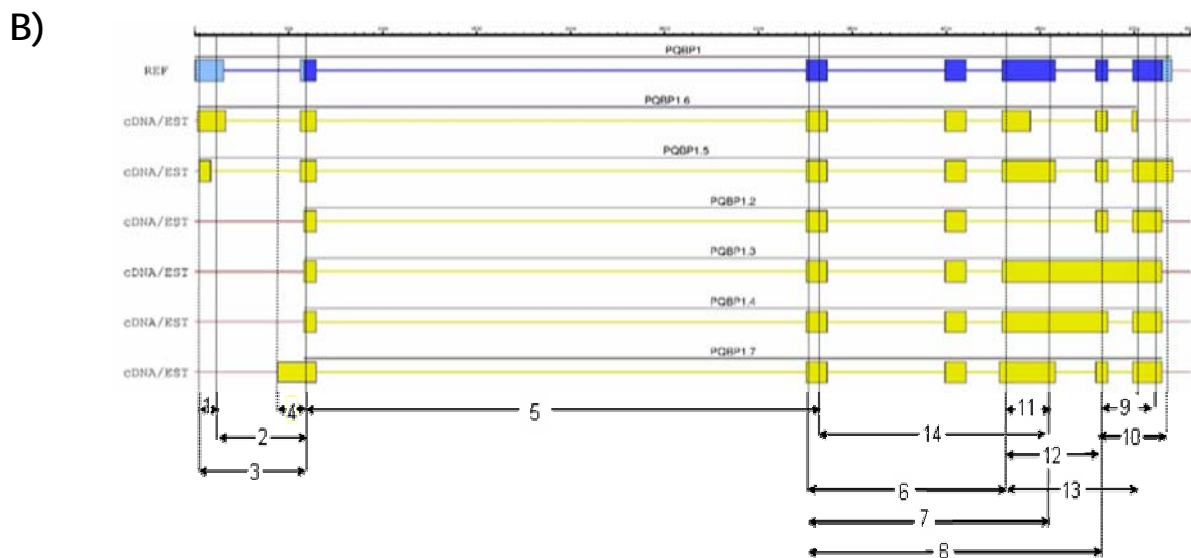 B)
PQBP1
REF
PQBP1.6
cDNA/EST
PQBP1.5
cDNA/EST
PQBP1.2
cDNA/EST
PQBP1.3
cDNA/EST
PQBP1.4
cDNA/EST
PQBP1.7
cDNA/EST
1 4 5 11 9
2 14 10
3 12
6 13
7
8